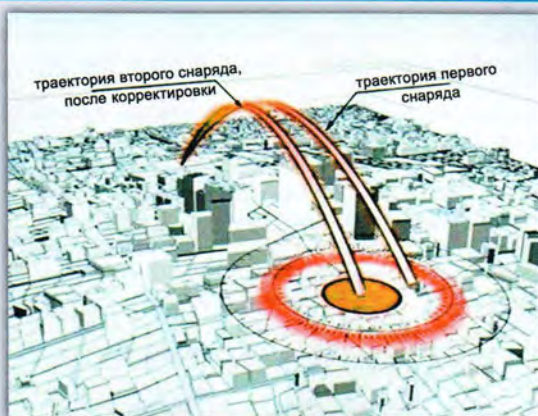 траектория второго снаряда,
после корректировки
траектория первого
снаряда